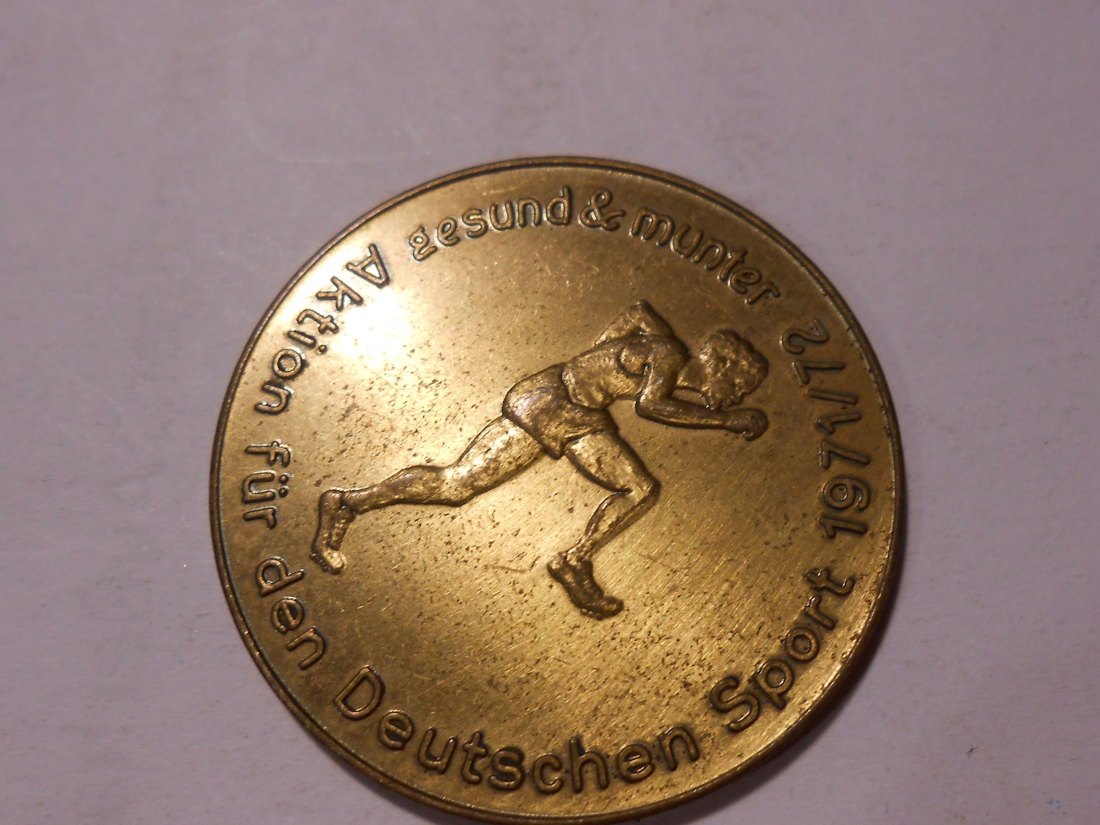 gesund & munter
Aktion für den Deutschen Sport 1971/72